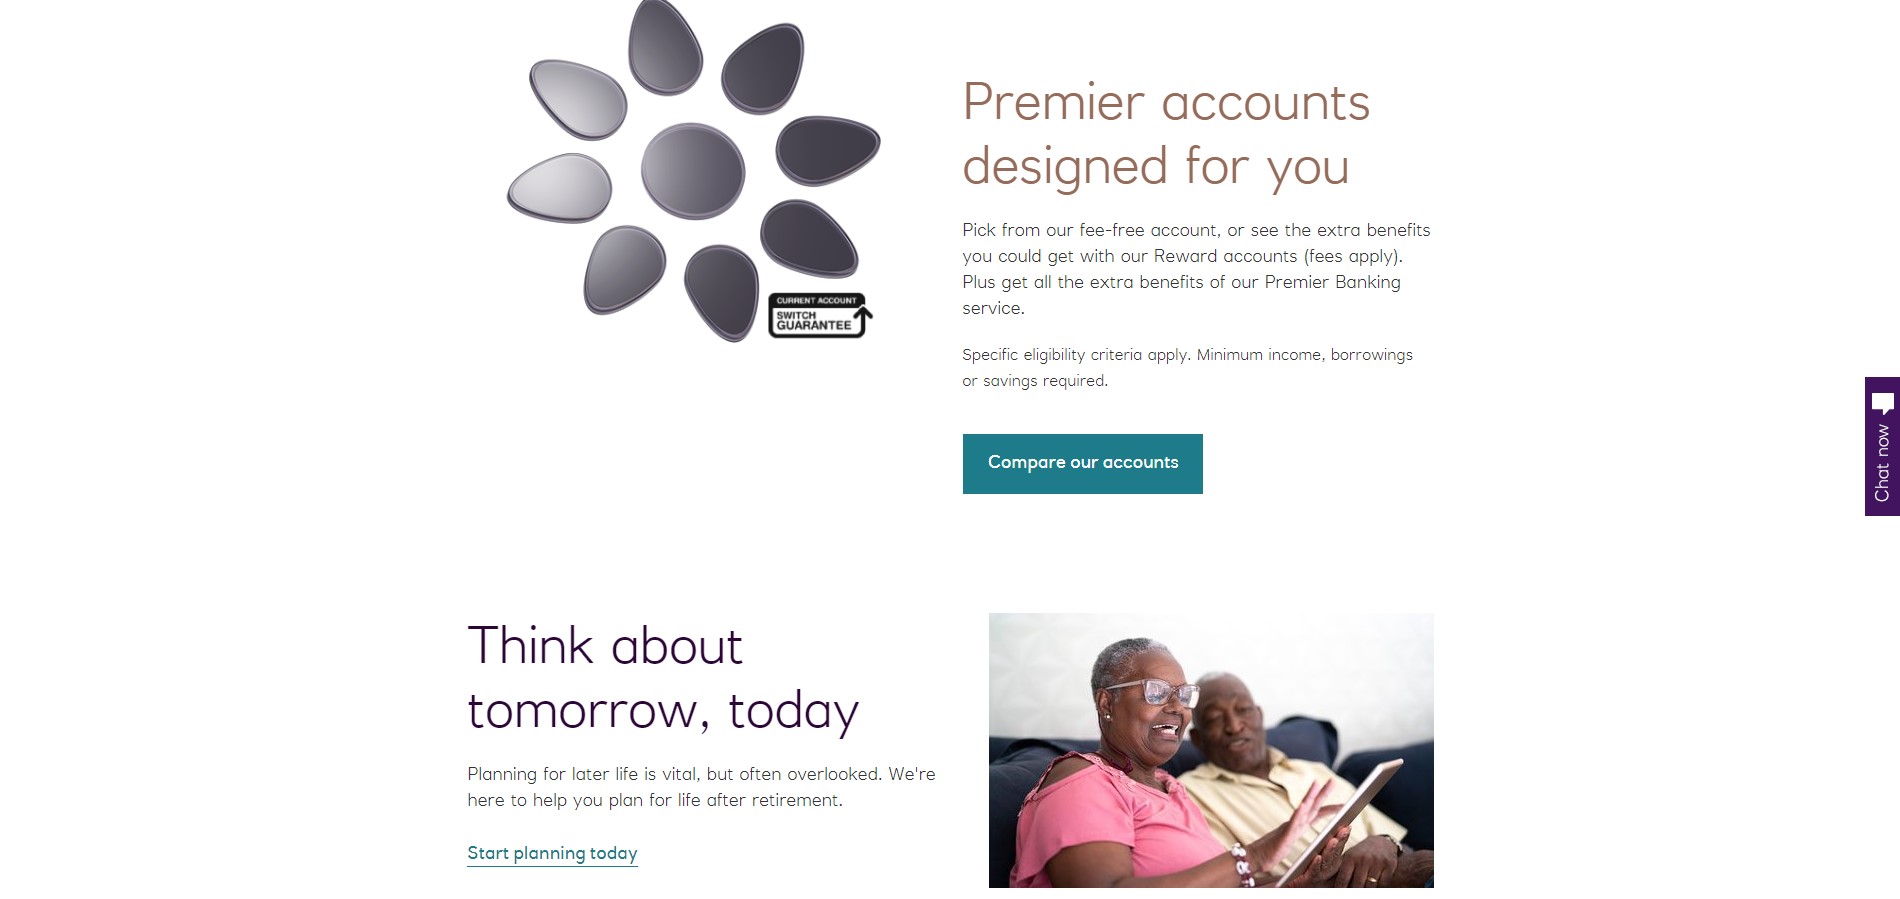 CURRENT ACCOUNT
SWITCH
GUARANTEE
Premier accounts
designed for you
Pick from our fee-free account, or see the extra benefits
you could get with our Reward accounts (fees apply).
Plus get all the extra benefits of our Premier Banking
service.
Specific eligibility criteria apply. Minimum income, borrowings
or savings required.
Compare our accounts
Chat now
Think about
tomorrow, today
Planning for later life is vital, but often overlooked. We're
here to help you plan for life after retirement.
Start planning today